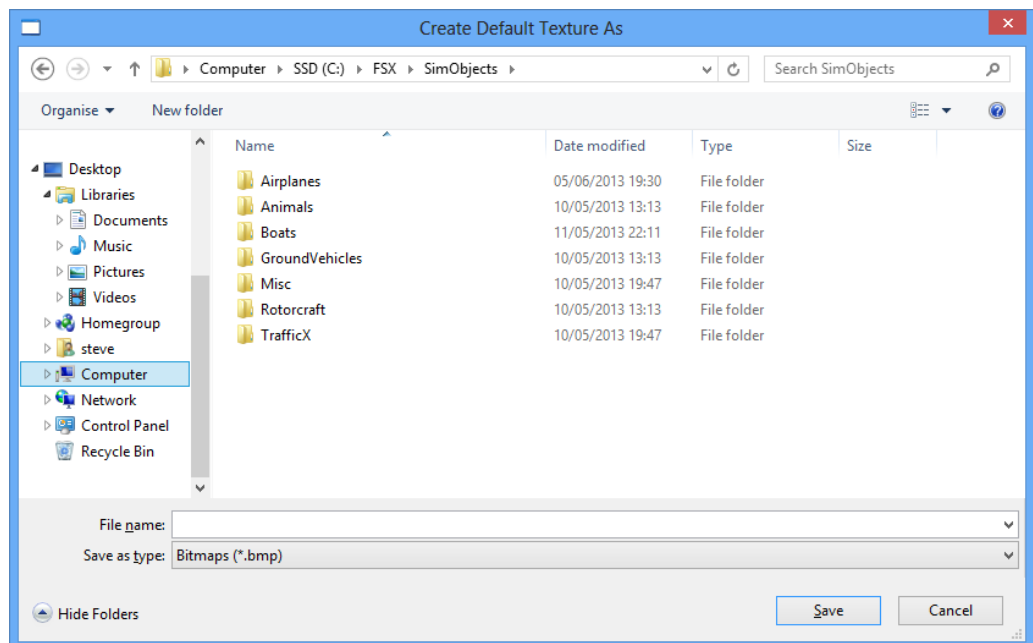 Create Default Texture As
Computer SSD (C:) FSX SimObjects
Search SimObjects
Organise New folder
Name Date modified Type Size
Desktop
Libraries
Documents
Music
Pictures
Videos
Homegroup
steve
Computer
Network
Control Panel
Recycle Bin
Airplanes 05/06/2013 19:30 File folder
Animals 10/05/2013 13:13 File folder
Boats 11/05/2013 22:11 File folder
GroundVehicles 10/05/2013 13:13 File folder
Misc 10/05/2013 19:47 File folder
Rotorcraft 10/05/2013 13:13 File folder
TrafficX 10/05/2013 19:47 File folder
File name:
Save as type: Bitmaps (*.bmp)
Hide Folders
Save Cancel